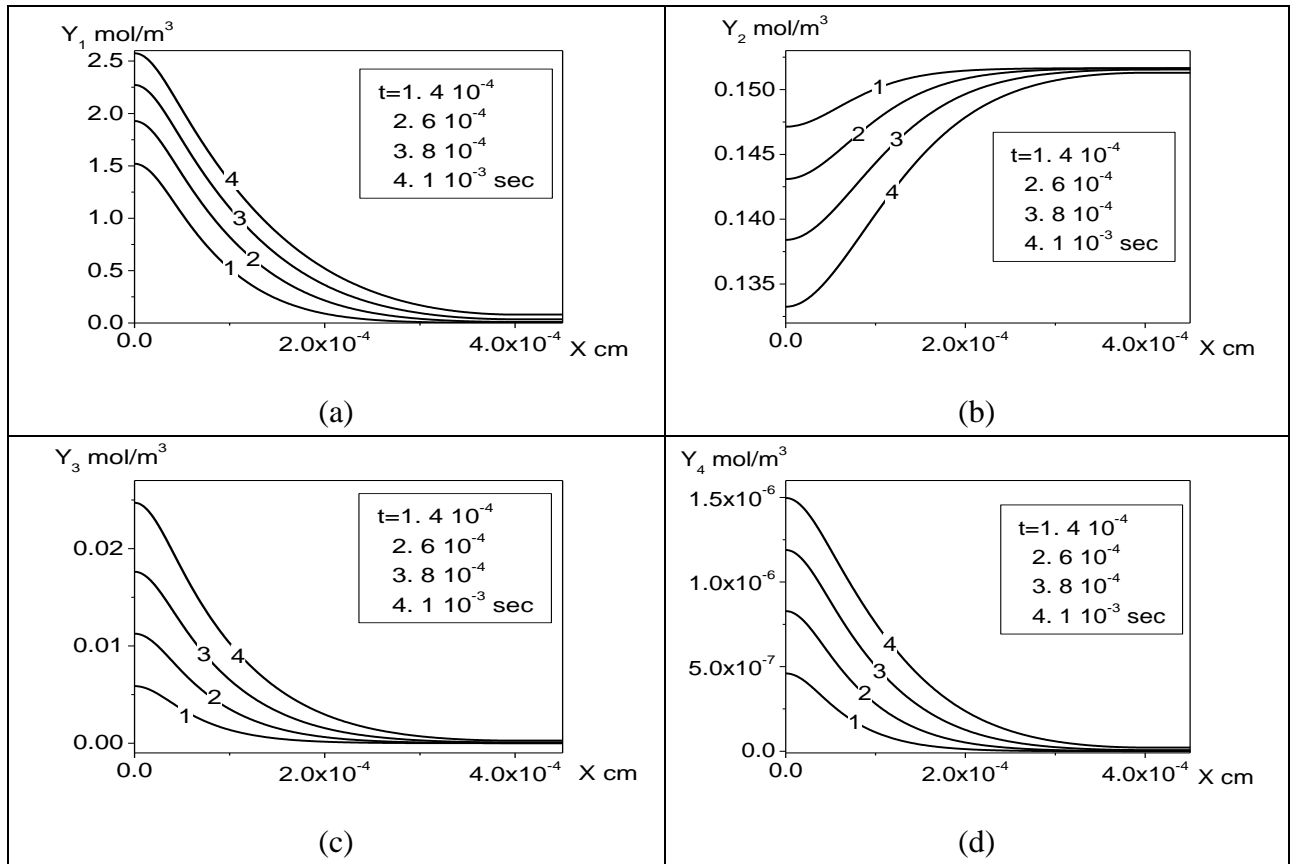 Y₁ mol/m³
2.5
2.0
1.5
1.0
0.5
0.0
t=1. 4 10⁻⁴
2. 6 10⁻⁴
3. 8 10⁻⁴
4. 1 10⁻³ sec
4
3
2
1
0.0 2.0x10⁻⁴ 4.0x10⁻⁴ X cm
(a)
Y₂ mol/m³
0.150
0.145
0.140
0.135
1
2
3
4
t=1. 4 10⁻⁴
2. 6 10⁻⁴
3. 8 10⁻⁴
4. 1 10⁻³ sec
0.0 2.0x10⁻⁴ 4.0x10⁻⁴ X cm
(b)
Y₃ mol/m³
0.02
0.01
0.00
t=1. 4 10⁻⁴
2. 6 10⁻⁴
3. 8 10⁻⁴
4. 1 10⁻³ sec
4
3
2
1
0.0 2.0x10⁻⁴ 4.0x10⁻⁴ X cm
(c)
Y₄ mol/m³
1.5x10⁻⁶
1.0x10⁻⁶
5.0x10⁻⁷
0.0
t=1. 4 10⁻⁴
2. 6 10⁻⁴
3. 8 10⁻⁴
4. 1 10⁻³ sec
4
3
2
1
0.0 2.0x10⁻⁴ 4.0x10⁻⁴ X cm
(d)